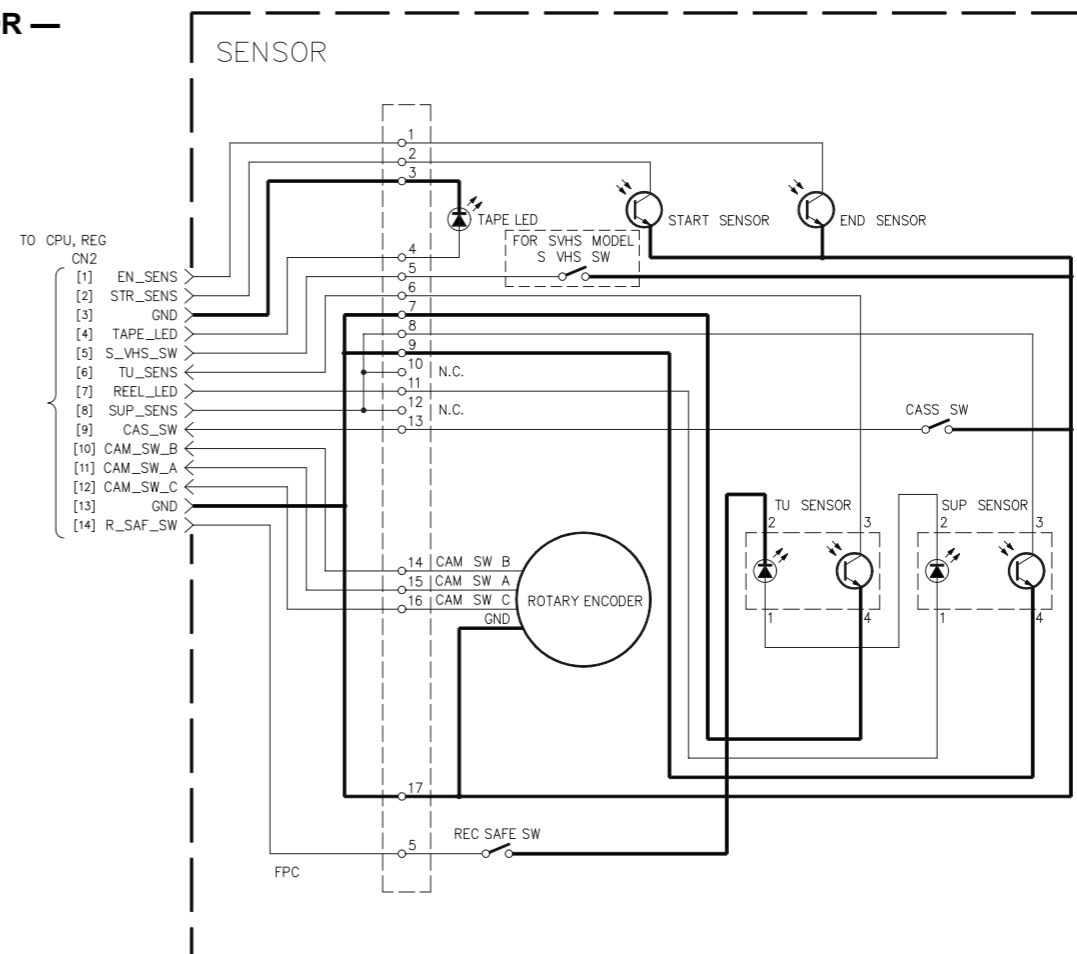 OR —
SENSOR
1
2
3
TAPE LED
START SENSOR
END SENSOR
FOR SVHS MODEL
S VHS SW
TO CPU, REG
CN2
[1] EN_SENS
[2] STR_SENS
[3] GND
[4] TAPE_LED
[5] S_VHS_SW
[6] TU_SENS
[7] REEL_LED
[8] SUP_SENS
[9] CAS_SW
[10] CAM_SW_B
[11] CAM_SW_A
[12] CAM_SW_C
[13] GND
[14] R_SAF_SW
4
5
6
7
8
9
10 N.C.
11
12 N.C.
13
CASS SW
TU SENSOR
2 3
1 4
SUP SENSOR
2 3
1 4
14 CAM SW B
15 CAM SW A
16 CAM SW C
GND
ROTARY ENCODER
17
5
REC SAFE SW
FPC